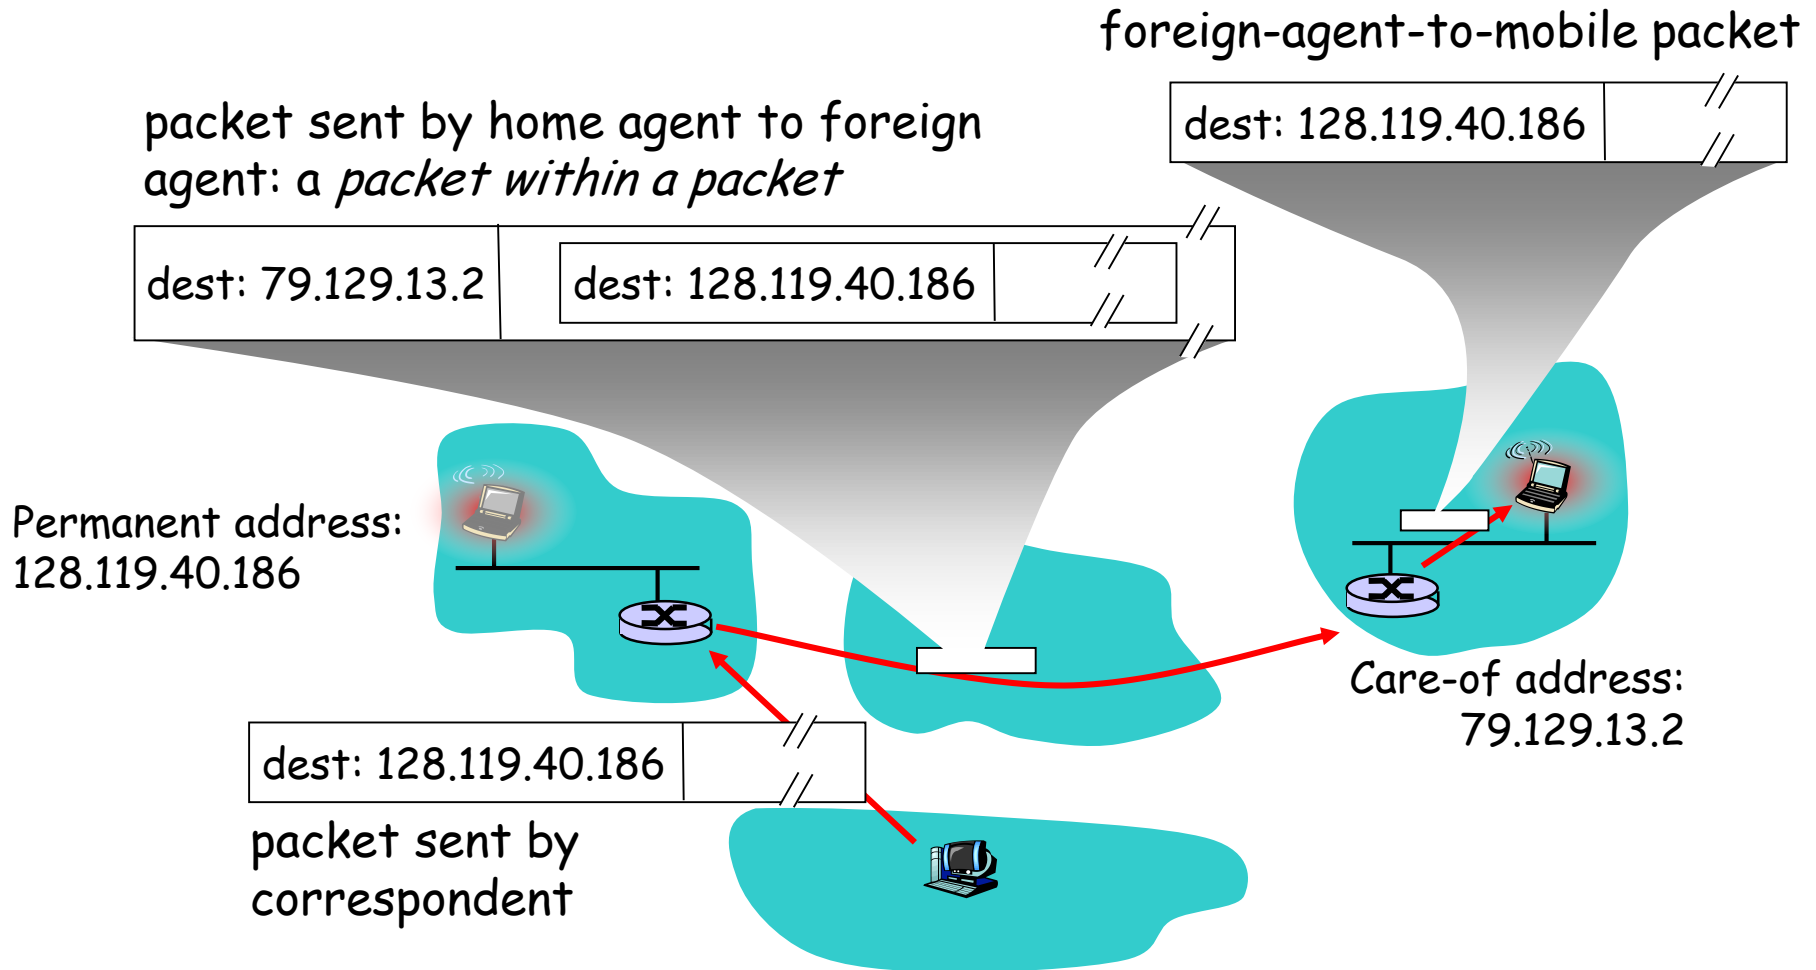 foreign-agent-to-mobile packet
dest: 128.119.40.186
packet sent by home agent to foreign
agent: a packet within a packet
dest: 79.129.13.2
dest: 128.119.40.186
Permanent address:
128.119.40.186
Care-of address:
79.129.13.2
dest: 128.119.40.186
packet sent by
correspondent